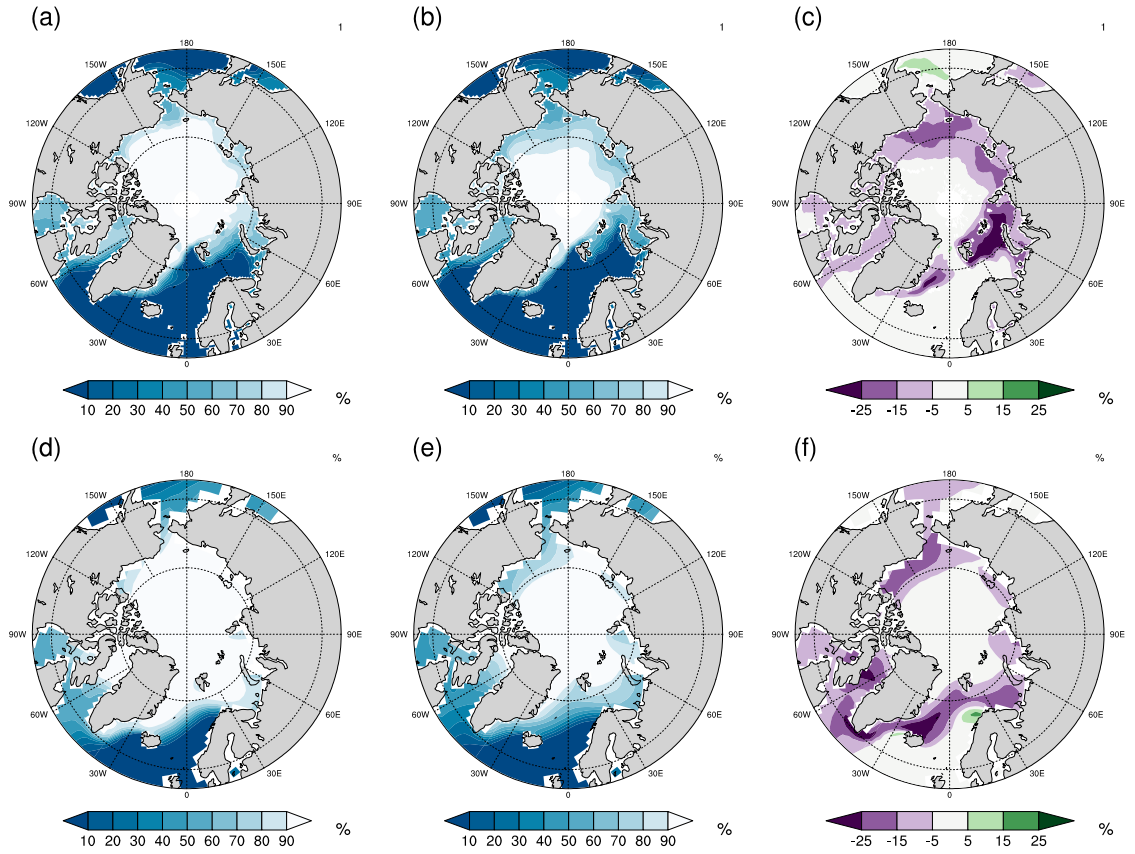 (a) (b) (c)
1 1 1
180 180 180
150W 150E 150W 150E 150W 150E
120W 120E 120W 120E 120W 120E
90W 90E 90W 90E 90W 90E
60W 60E 60W 60E 60W 60E
30W 30E 30W 30E 30W 30E
0 0 0
10 20 30 40 50 60 70 80 90 % 10 20 30 40 50 60 70 80 90 % -25 -15 -5 5 15 25 %
(d) (e) (f)
% % %
180 180 180
150W 150E 150W 150E 150W 150E
120W 120E 120W 120E 120W 120E
90W 90E 90W 90E 90W 90E
60W 60E 60W 60E 60W 60E
30W 30E 30W 30E 30W 30E
0 0 0
10 20 30 40 50 60 70 80 90 % 10 20 30 40 50 60 70 80 90 % -25 -15 -5 5 15 25 %